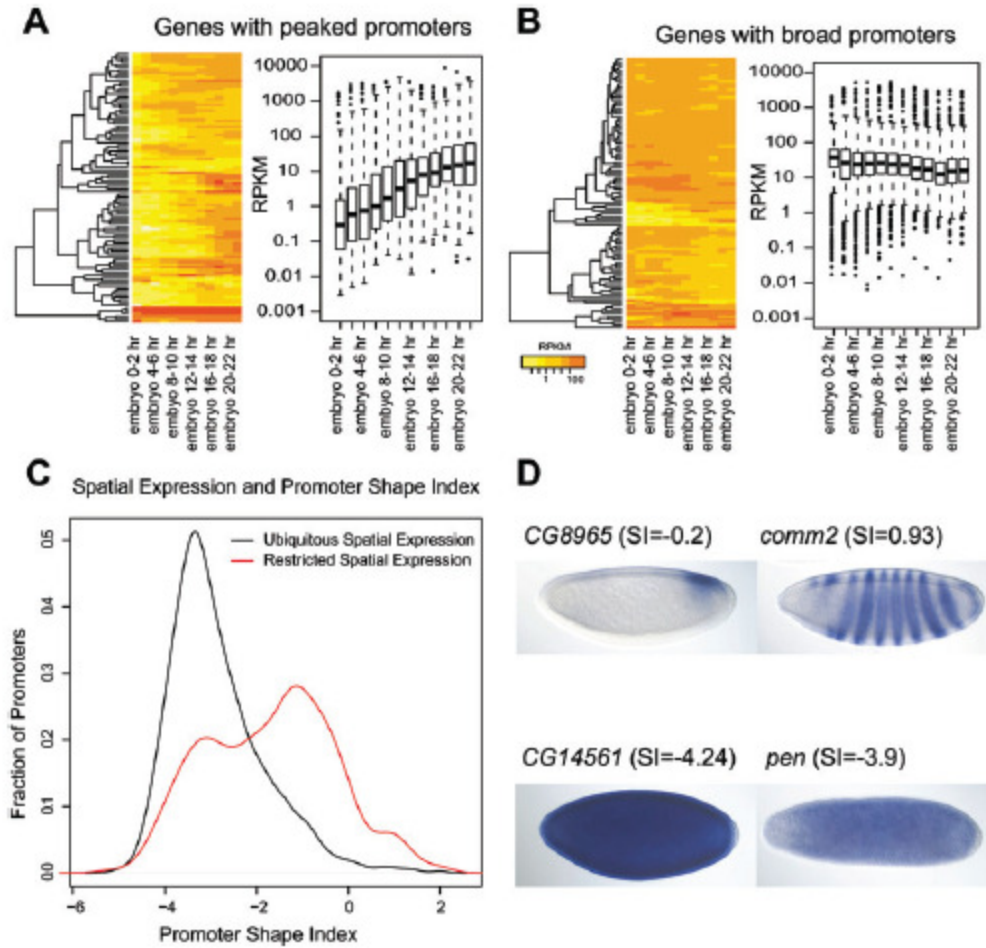 A
Genes with peaked promoters
RPKM
10000
1000
100
10
1
0.1
0.01
0.001
embryo 0-2 hr
embryo 4-6 hr
embyo 8-10 hr
embryo 12-14 hr
embryo 16-18 hr
embryo 20-22 hr
embryo 0-2 hr
embryo 4-6 hr
embyo 8-10 hr
embryo 12-14 hr
embryo 16-18 hr
embryo 20-22 hr
B
Genes with broad promoters
RPKM
10000
1000
100
10
1
0.1
0.01
0.001
RPKM
1 100
embryo 0-2 hr
embryo 4-6 hr
embyo 8-10 hr
embryo 12-14 hr
embryo 16-18 hr
embryo 20-22 hr
embryo 0-2 hr
embryo 4-6 hr
embyo 8-10 hr
embryo 12-14 hr
embryo 16-18 hr
embryo 20-22 hr
C
Spatial Expression and Promoter Shape Index
Ubiquitous Spatial Expression
Restricted Spatial Expression
Fraction of Promoters
0.5
0.4
0.3
0.2
0.1
0.0
-6 -4 -2 0 2
Promoter Shape Index
D
CG8965 (SI=-0.2)
comm2 (SI=0.93)
CG14561 (SI=-4.24)
pen (SI=-3.9)